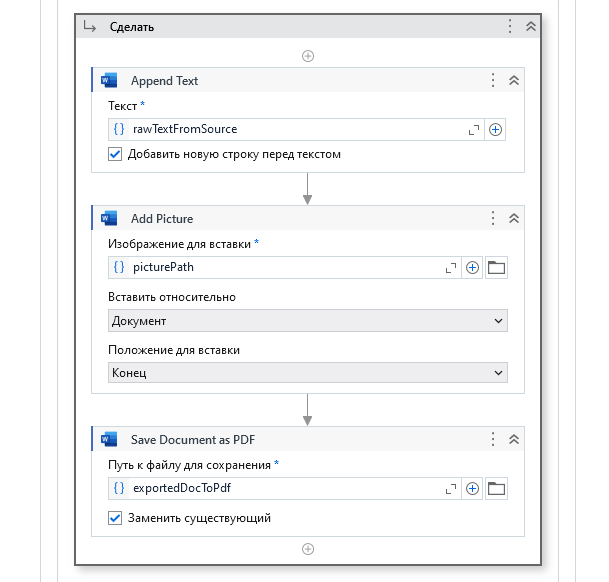 Сделать
Append Text
Текст *
{} rawTextFromSource
Добавить новую строку перед текстом
Add Picture
Изображение для вставки *
{} picturePath
Вставить относительно
Документ
Положение для вставки
Конец
Save Document as PDF
Путь к файлу для сохранения *
{} exportedDocToPdf
Заменить существующий